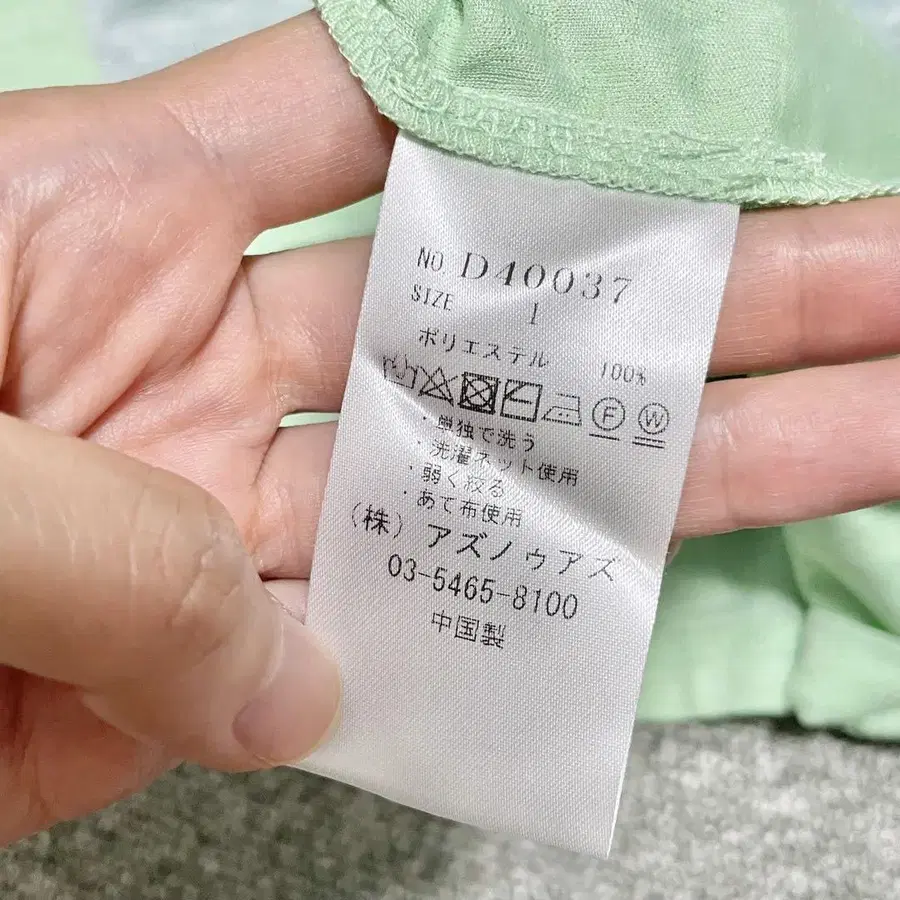 NO D40037
SIZE 1
ポリエステル 100%
F W
・単独で洗う
・洗濯ネット使用
・弱く絞る
・あて布使用
(株) アズノゥアズ
03-5465-8100
中国製